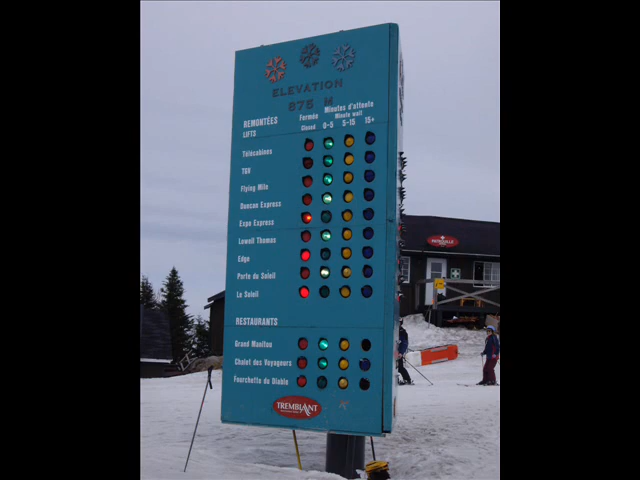 ELEVATION
875 M
REMONTÉES
LIFTS
Fermée
Closed
Minutes d'attente
Minute wait
0-5 5-15 15+
Télécabines
TBV
Flying Mile
Duncan Express
Expo Express
Lowell Thomas
Edge
Porte du Soleil
Le Soleil
RESTAURANTS
Grand Manitou
Chalet des Voyageurs
Fourchette du Diable
TREMBLANT